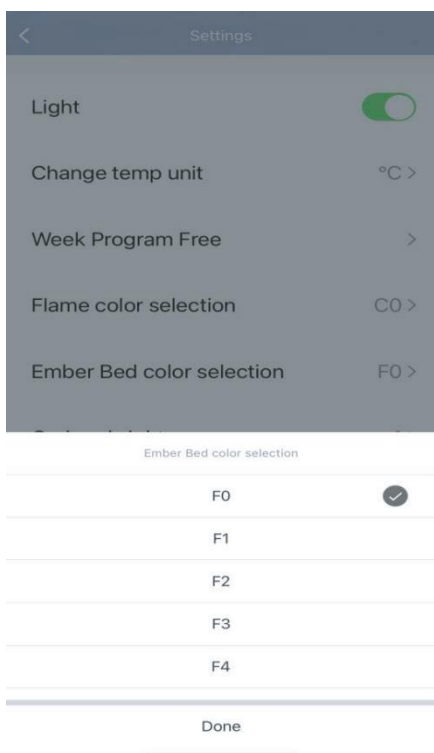 Settings
Light
Change temp unit °C >
Week Program Free >
Flame color selection C0 >
Ember Bed color selection F0 >
Ember Bed color selection
F0
F1
F2
F3
F4
Done